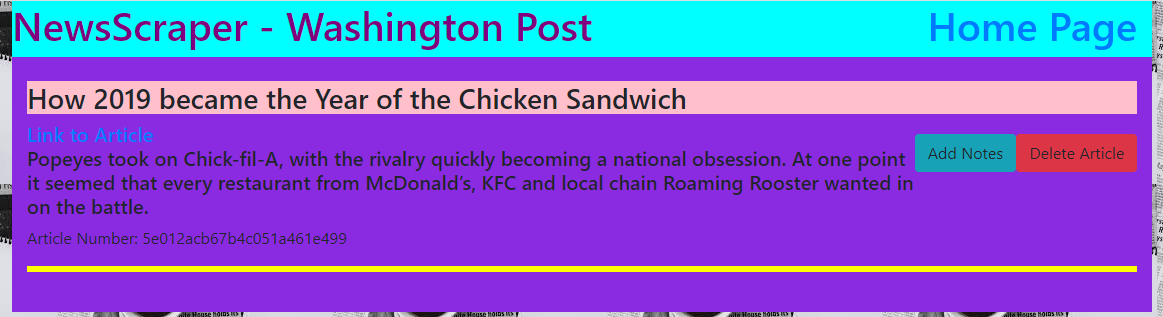 NewsScraper - Washington Post Home Page
How 2019 became the Year of the Chicken Sandwich
Link to Article
Add Notes Delete Article
Popeyes took on Chick-fil-A, with the rivalry quickly becoming a national obsession. At one point
it seemed that every restaurant from McDonald’s, KFC and local chain Roaming Rooster wanted in
on the battle.
Article Number: 5e012acb67b4c051a461e499